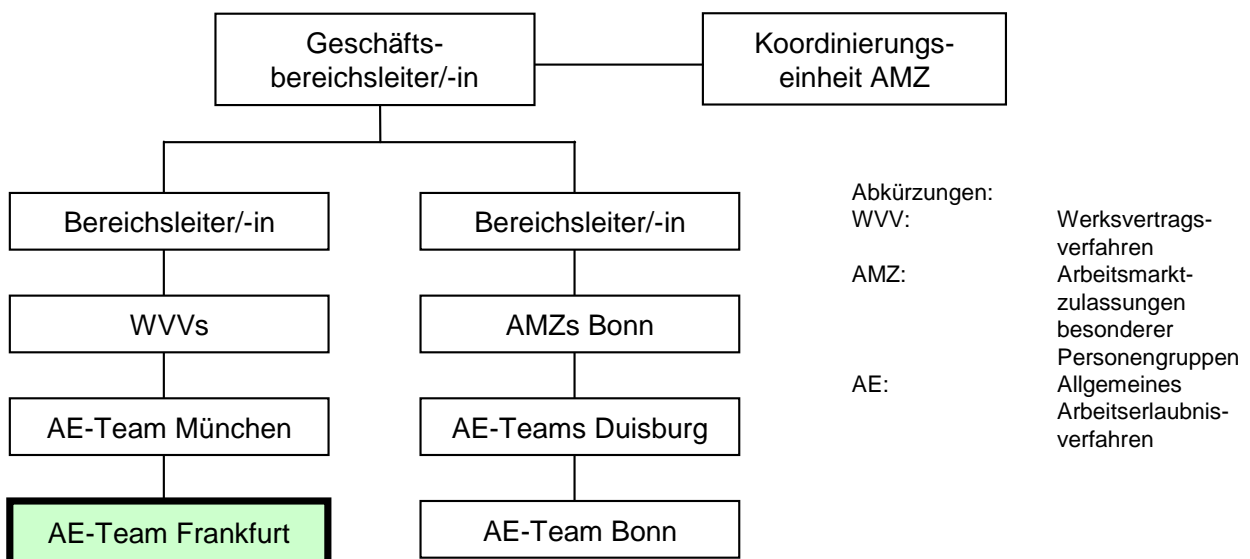 Geschäfts-
bereichsleiter/-in
Koordinierungs-
einheit AMZ
Bereichsleiter/-in
WVVs
AE-Team München
AE-Team Frankfurt
Bereichsleiter/-in
AMZs Bonn
AE-Teams Duisburg
AE-Team Bonn
Abkürzungen:
WVV: Werksvertrags-
verfahren
AMZ: Arbeitsmarkt-
zulassungen
besonderer
Personengruppen
AE: Allgemeines
Arbeitserlaubnis-
verfahren